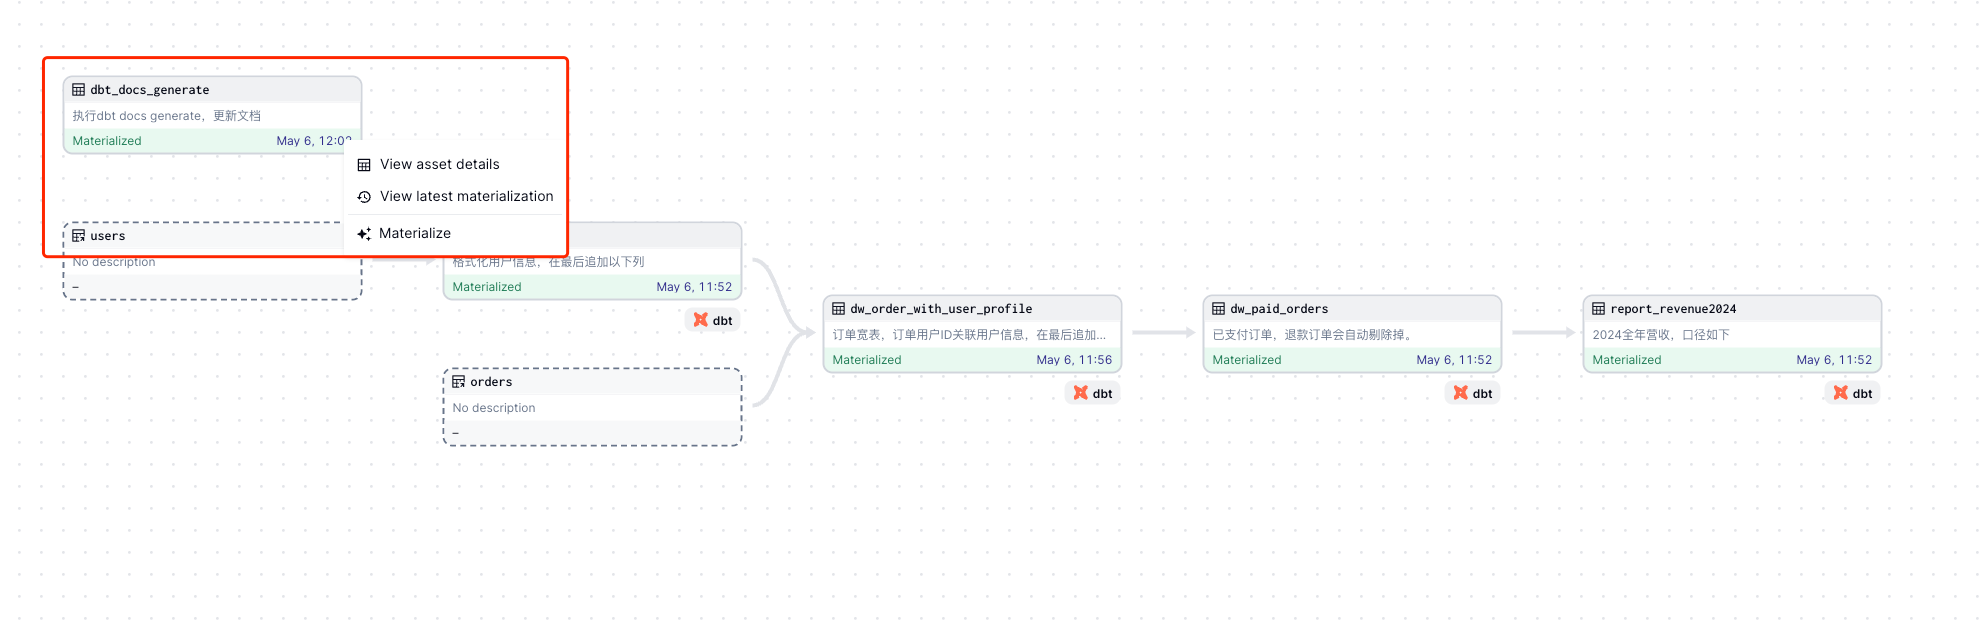 dbt_docs_generate
执行dbt docs generate，更新文档
Materialized May 6, 12:02
View asset details
View latest materialization
Materialize
users
No description
–
格式化用户信息，在最后追加以下列
Materialized May 6, 11:52
dbt
orders
No description
–
dw_order_with_user_profile
订单宽表，订单用户ID关联用户信息，在最后追加...
Materialized May 6, 11:56
dbt
dw_paid_orders
已支付订单，退款订单会自动剔除掉。
Materialized May 6, 11:52
dbt
report_revenue2024
2024全年营收，口径如下
Materialized May 6, 11:52
dbt